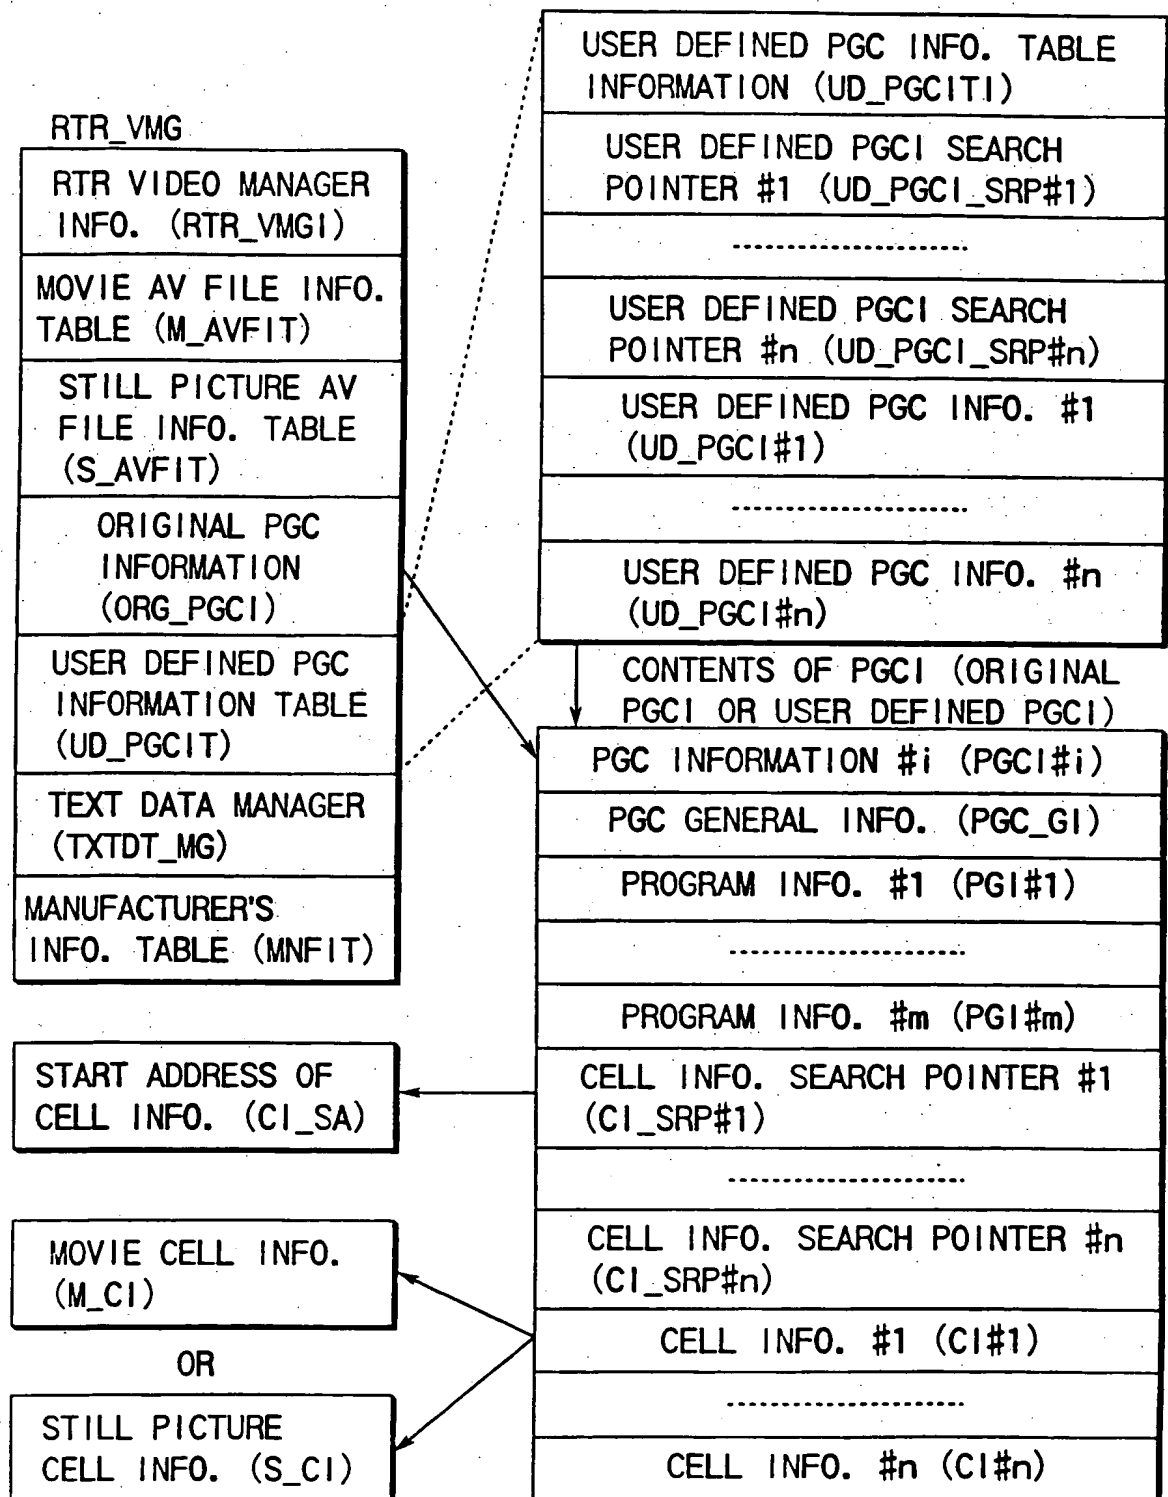 RTR_VMG
RTR VIDEO MANAGER
INFO. (RTR_VMGI)
MOVIE AV FILE INFO.
TABLE (M_AVFIT)
STILL PICTURE AV
FILE INFO. TABLE
(S_AVFIT)
ORIGINAL PGC
INFORMATION
(ORG_PGCI)
USER DEFINED PGC
INFORMATION TABLE
(UD_PGCIT)
TEXT DATA MANAGER
(TXTDT_MG)
MANUFACTURER'S
INFO. TABLE (MNFIT)
USER DEFINED PGC INFO. TABLE
INFORMATION (UD_PGCITI)
USER DEFINED PGCI SEARCH
POINTER #1 (UD_PGCI_SRP#1)
USER DEFINED PGCI SEARCH
POINTER #n (UD_PGCI_SRP#n)
USER DEFINED PGC INFO. #1
(UD_PGCI#1)
USER DEFINED PGC INFO. #n
(UD_PGCI#n)
CONTENTS OF PGCI (ORIGINAL
PGCI OR USER DEFINED PGCI)
PGC INFORMATION #i (PGCI#i)
PGC GENERAL INFO. (PGC_GI)
PROGRAM INFO. #1 (PGI#1)
PROGRAM INFO. #m (PGI#m)
CELL INFO. SEARCH POINTER #1
(CI_SRP#1)
CELL INFO. SEARCH POINTER #n
(CI_SRP#n)
CELL INFO. #1 (CI#1)
CELL INFO. #n (CI#n)
START ADDRESS OF
CELL INFO. (CI_SA)
MOVIE CELL INFO.
(M_CI)
OR
STILL PICTURE
CELL INFO. (S_CI)